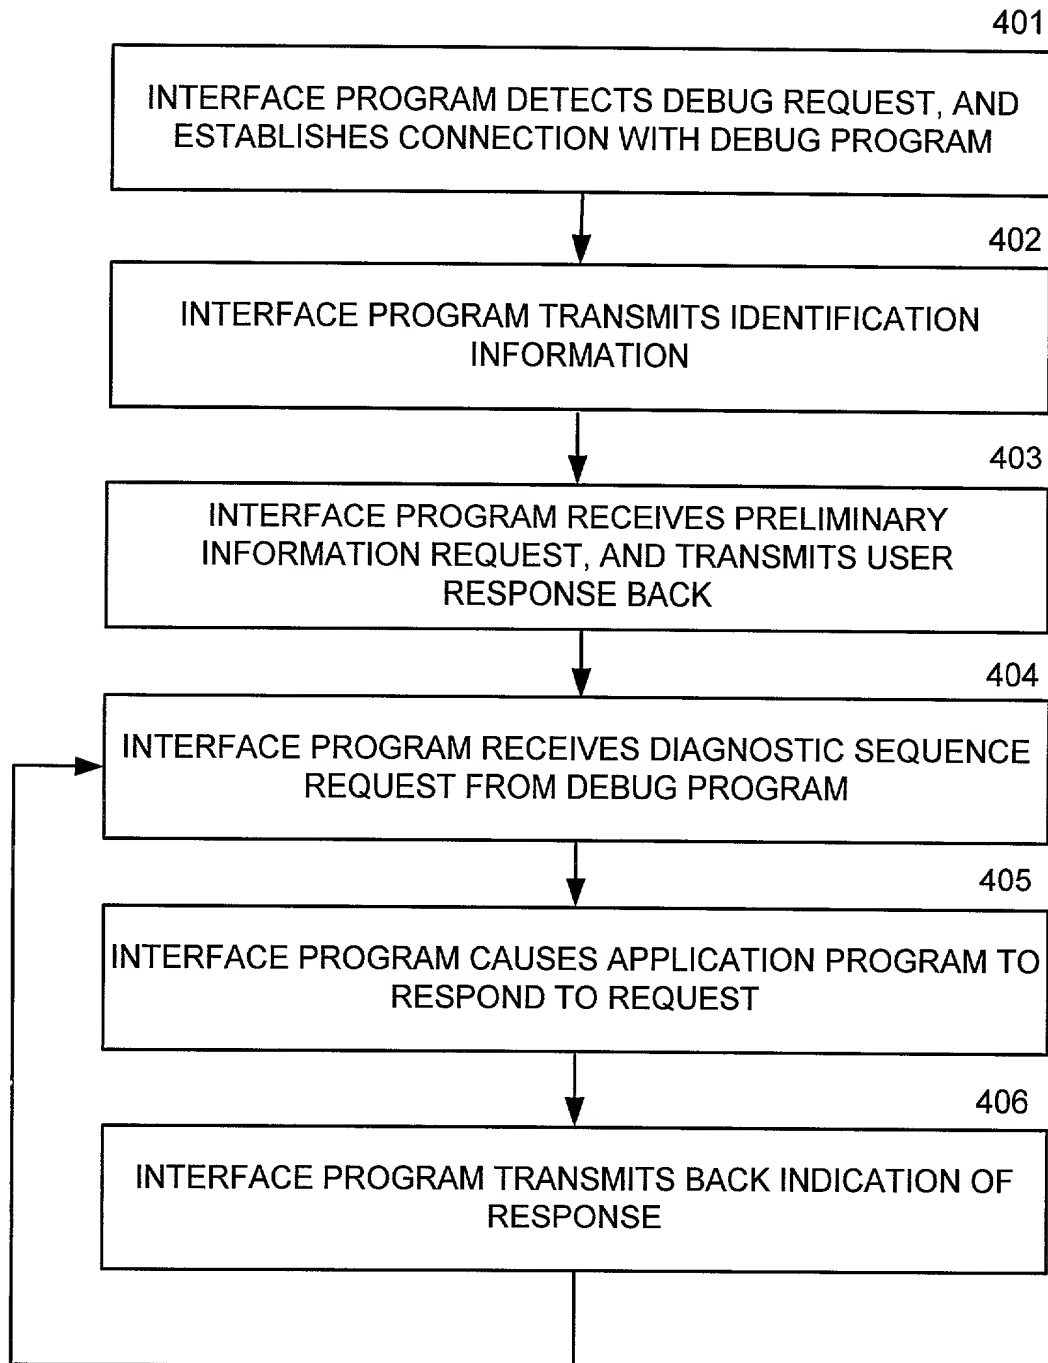 401
INTERFACE PROGRAM DETECTS DEBUG REQUEST, AND
ESTABLISHES CONNECTION WITH DEBUG PROGRAM
402
INTERFACE PROGRAM TRANSMITS IDENTIFICATION
INFORMATION
403
INTERFACE PROGRAM RECEIVES PRELIMINARY
INFORMATION REQUEST, AND TRANSMITS USER
RESPONSE BACK
404
INTERFACE PROGRAM RECEIVES DIAGNOSTIC SEQUENCE
REQUEST FROM DEBUG PROGRAM
405
INTERFACE PROGRAM CAUSES APPLICATION PROGRAM TO
RESPOND TO REQUEST
406
INTERFACE PROGRAM TRANSMITS BACK INDICATION OF
RESPONSE